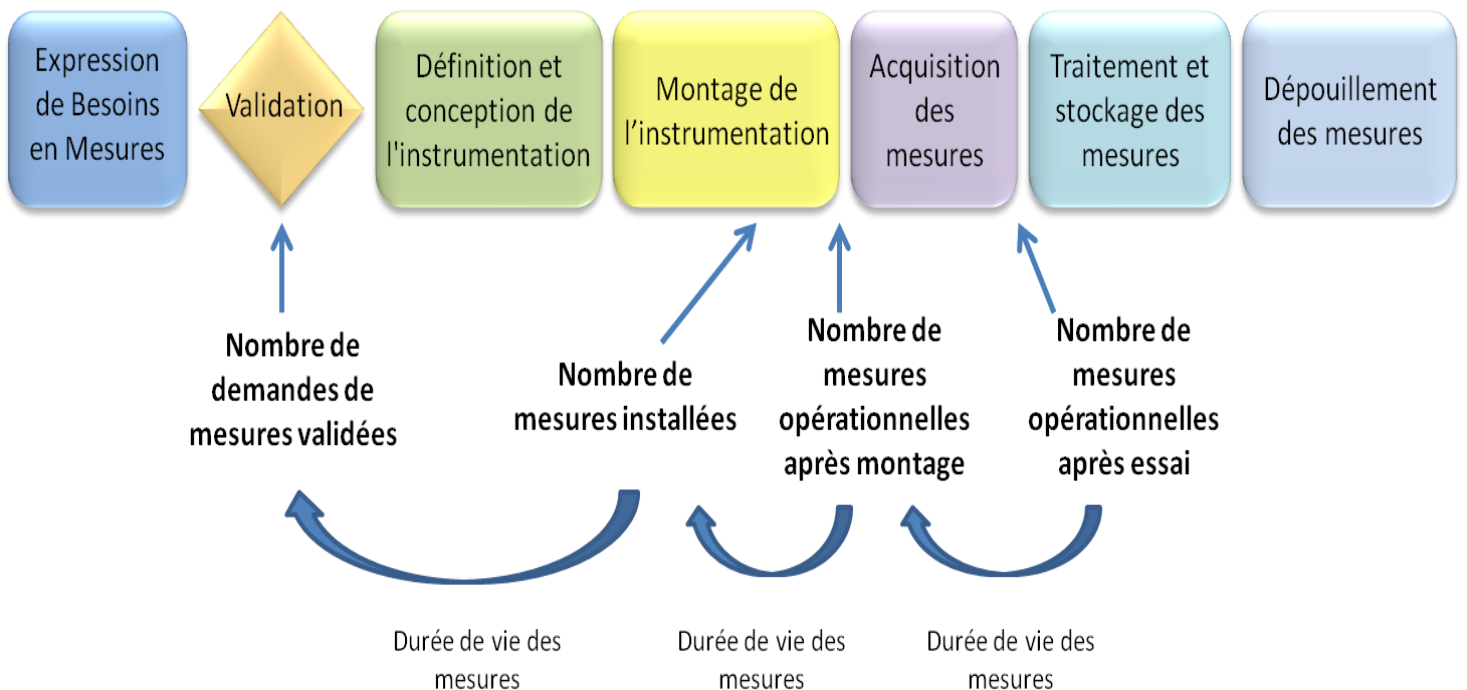 Expression
de Besoins
en Mesures
Validation
Définition et
conception de
l'instrumentation
Montage de
l’instrumentation
Acquisition
des
mesures
Traitement et
stockage des
mesures
Dépouillement
des mesures
Nombre de
demandes de
mesures validées
Nombre de
mesures installées
Nombre de
mesures
opérationnelles
après montage
Nombre de
mesures
opérationnelles
après essai
Durée de vie des
mesures
Durée de vie des
mesures
Durée de vie des
mesures